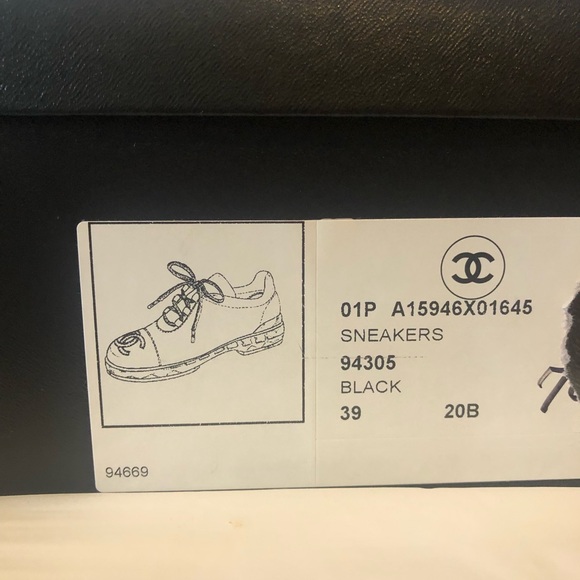 01P A15946X01645
SNEAKERS
94305
BLACK
39 20B
94669